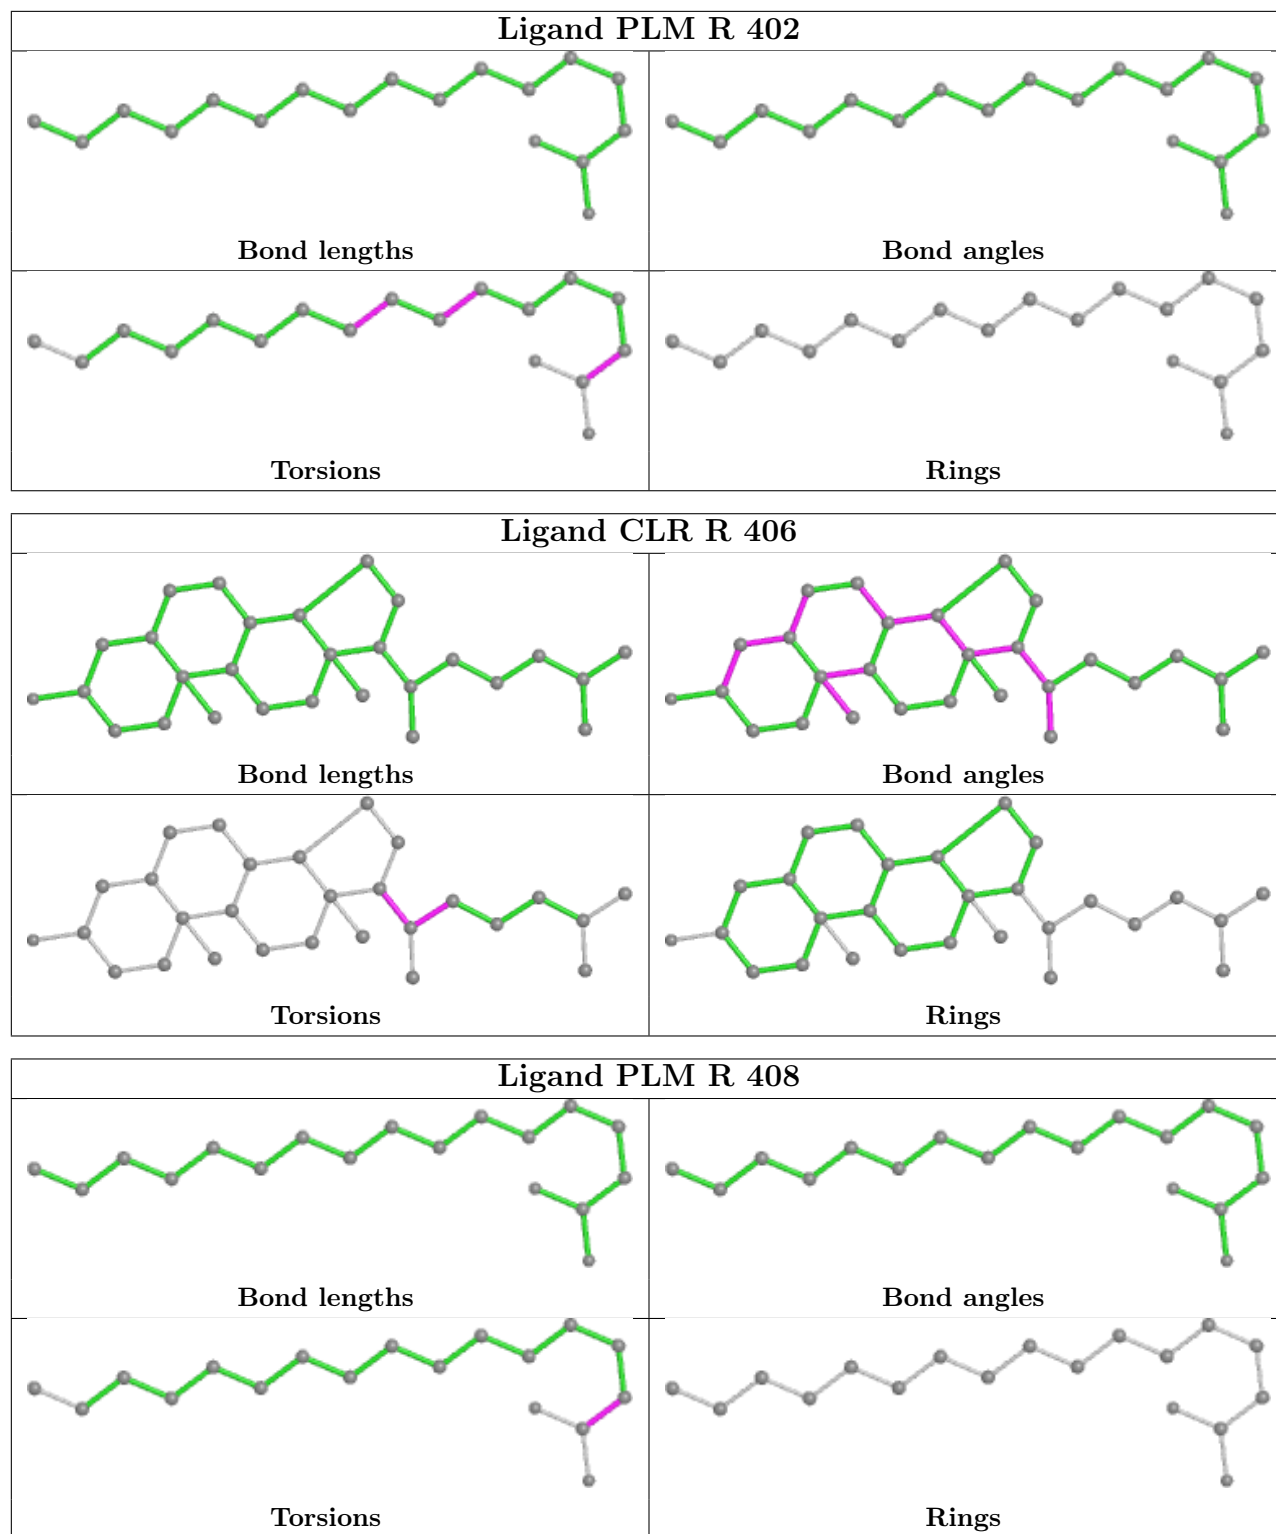 Ligand PLM R 402
Bond lengths
Bond angles
Torsions
Rings
Ligand CLR R 406
Bond lengths
Bond angles
Torsions
Rings
Ligand PLM R 408
Bond lengths
Bond angles
Torsions
Rings